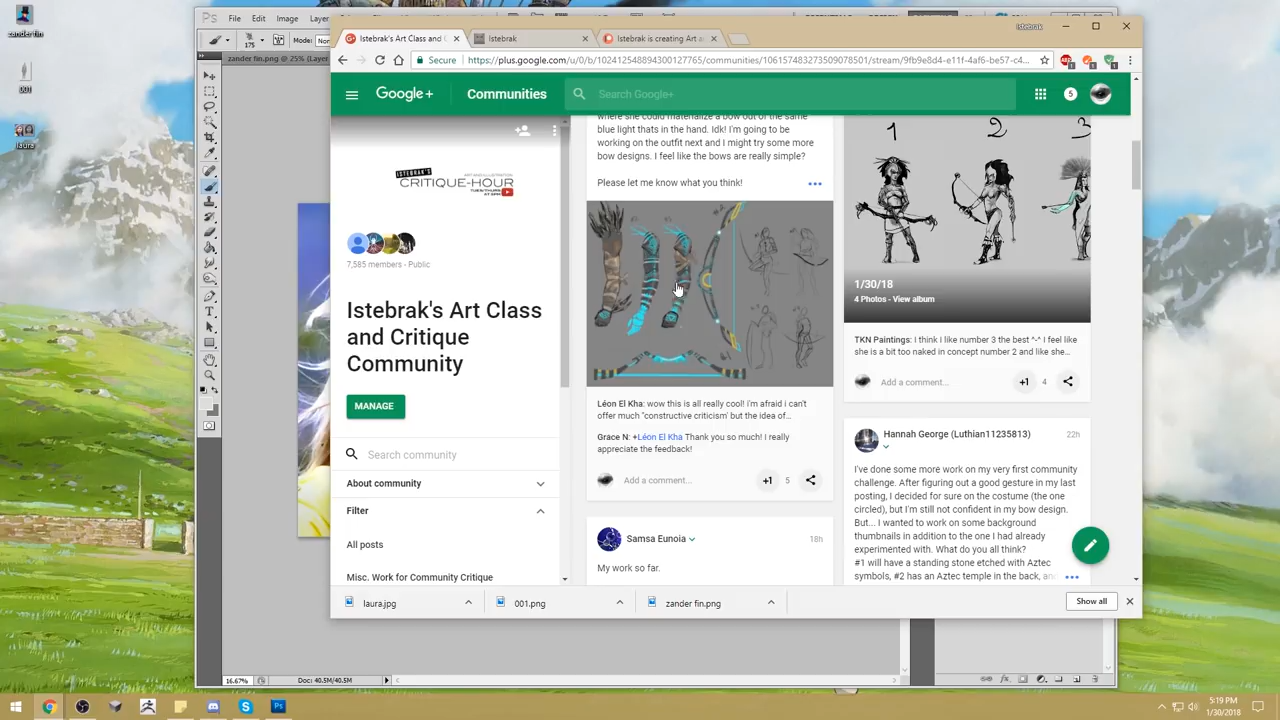 zander fin
001
laura
Ps File Edit Image Layer
175 Mode: Nor
zander fin.png @ 25% (Layer
Istebrak
Istebrak's Art Class and C
Istebrak
Istebrak is creating Art a
Secure https://plus.google.com/u/0/b/102412548894300127765/communities/106157483273509078501/stream/9fb9e8d4-e11f-4af6-be57-c4...
Google+ Communities Search Google+ 5
ISTEBRAK'S
CRITIQUE-HOUR
7,585 members - Public
Istebrak's Art Class
and Critique
Community
MANAGE
Search community
About community
Filter
All posts
Misc. Work for Community Critique
where she could materialize a bow out of the same
blue light thats in the hand. Idk! I'm going to be
working on the outfit next and I might try some more
bow designs. I feel like the bows are really simple?
Please let me know what you think!
Léon El Kha: wow this is all really cool! i'm afraid i can't
offer much "constructive criticism' but the idea of...
Grace N: +Léon El Kha Thank you so much! I really
appreciate the feedback!
Add a comment... +1 5
Samsa Eunoia 18h
My work so far.
1 2 3
1/30/18
4 Photos - View album
TKN Paintings: I think I like number 3 the best ^-^ I feel like
she is a bit too naked in concept number 2 and like she...
Add a comment... +1 4
Hannah George (Luthian11235813) 22h
I've done some more work on my very first community
challenge. After figuring out a good gesture in my last
posting, I decided for sure on the costume (the one
circled), but I'm still not confident in my bow design.
But... I wanted to work on some background
thumbnails in addition to the one I had already
experimented with. What do you all think?
#1 will have a standing stone etched with Aztec
symbols, #2 has an Aztec temple in the back, an
laura.jpg 001.png zander fin.png Show all
16.67% Doc: 40.5M/40.5M
5:19 PM
1/30/2018